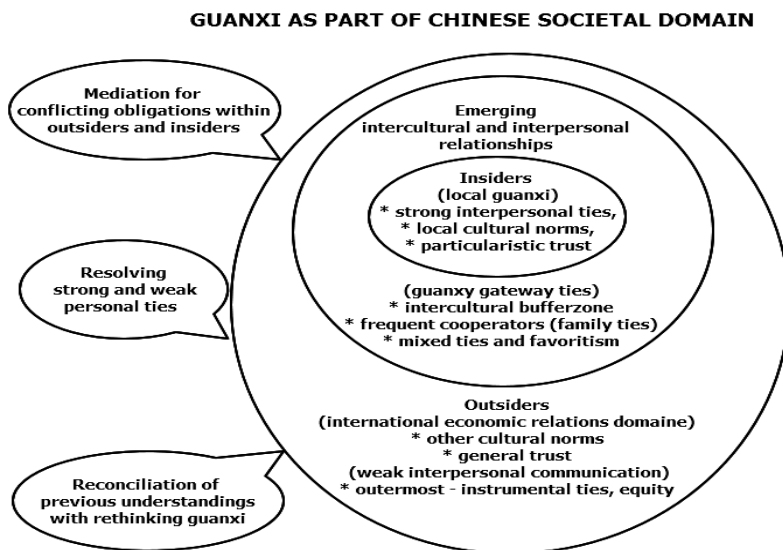 GUANXI AS PART OF CHINESE SOCIETAL DOMAIN
Mediation for
conflicting obligations within
outsiders and insiders
Emerging
intercultural and interpersonal
relationships
Insiders
(local guanxi)
* strong interpersonal ties,
* local cultural norms,
* particularistic trust
Resolving
strong and weak
personal ties
(guanxy gateway ties)
* intercultural bufferzone
* frequent cooperators (family ties)
* mixed ties and favoritism
Outsiders
(international economic relations domaine)
* other cultural norms
* general trust
(weak interpersonal communication)
* outermost - instrumental ties, equity
Reconciliation of
previous understandings
with rethinking guanxi